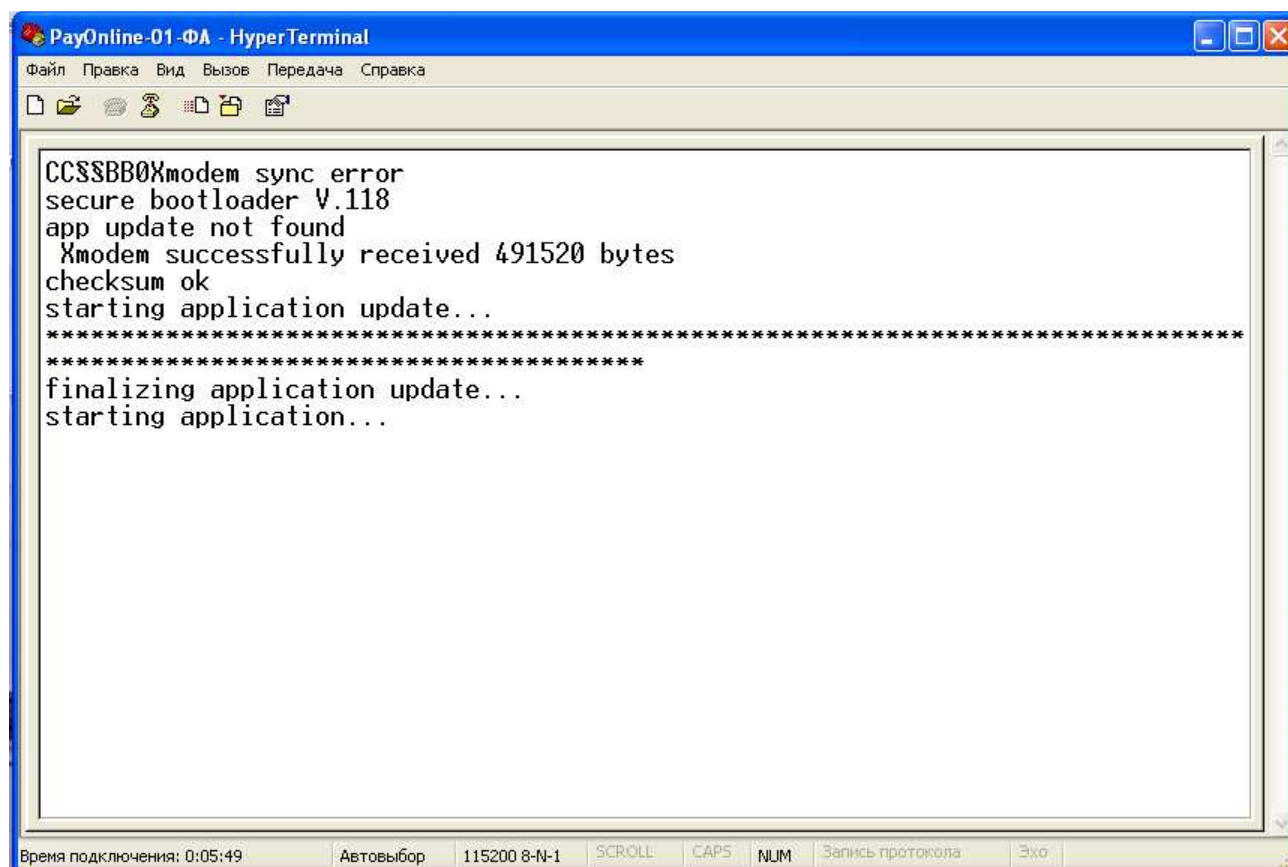 PayOnline-01-ФА - HyperTerminal
Файл Правка Вид Вызов Передача Справка
CC§§BB0Xmodem sync error
secure bootloader V.118
app update not found
Xmodem successfully received 491520 bytes
checksum ok
starting application update...
********************************************************************************
****************************************
finalizing application update...
starting application...
Время подключения: 0:05:49 Автовыбор 115200 8-N-1 SCROLL CAPS NUM Запись протокола Эхо